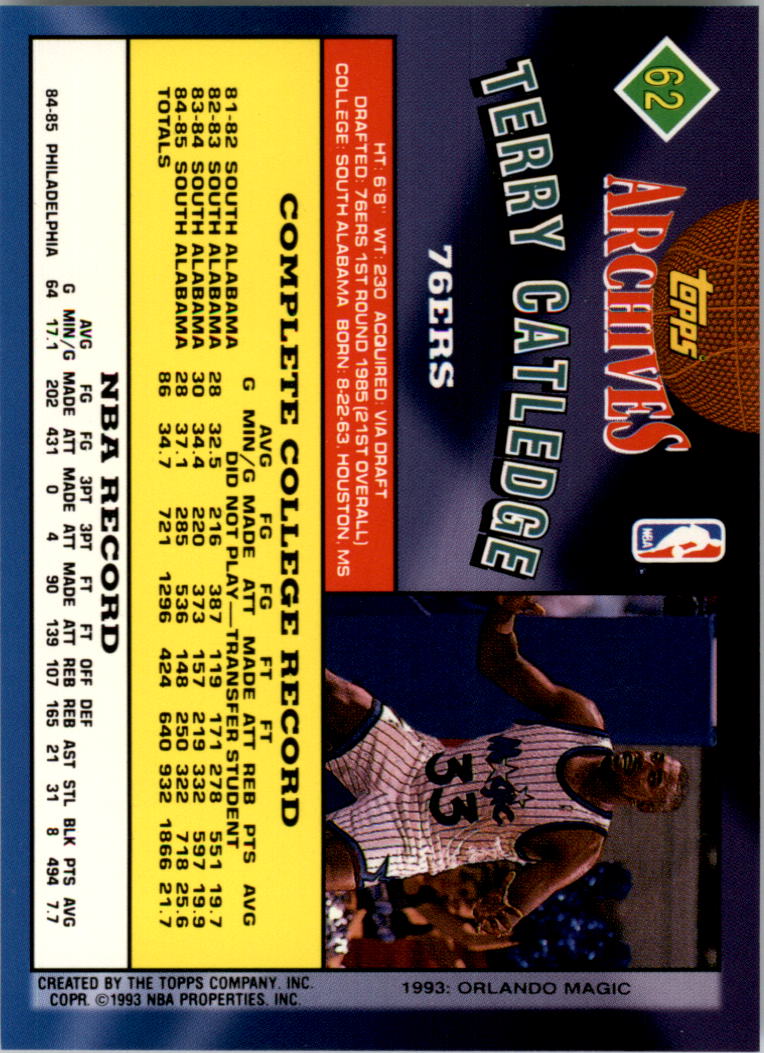 62
topps
ARCHIVES
NBA
TERRY CATLEDGE
76ERS
HT: 6'8" WT: 230 ACQUIRED: VIA DRAFT
DRAFTED: 76ERS 1ST ROUND 1985 (21ST OVERALL)
COLLEGE: SOUTH ALABAMA BORN: 8-22-63, HOUSTON, MS
Magic
33
1993: ORLANDO MAGIC
COMPLETE COLLEGE RECORD
AVG FG FG FT FT
G MIN/G MADE ATT MADE ATT REB PTS AVG
81-82 SOUTH ALABAMA DID NOT PLAY—TRANSFER STUDENT
82-83 SOUTH ALABAMA 28 32.5 216 387 119 171 278 551 19.7
83-84 SOUTH ALABAMA 30 34.4 220 373 157 219 332 597 19.9
84-85 SOUTH ALABAMA 28 37.1 285 536 148 250 322 718 25.6
TOTALS 86 34.7 721 1296 424 640 932 1866 21.7
NBA RECORD
AVG FG FG 3PT 3PT FT FT OFF DEF
G MIN/G MADE ATT MADE ATT MADE ATT REB REB AST STL BLK PTS AVG
84-85 PHILADELPHIA 64 17.1 202 431 0 4 90 139 107 165 21 31 8 494 7.7
CREATED BY THE TOPPS COMPANY, INC.
COPR. ©1993 NBA PROPERTIES, INC.